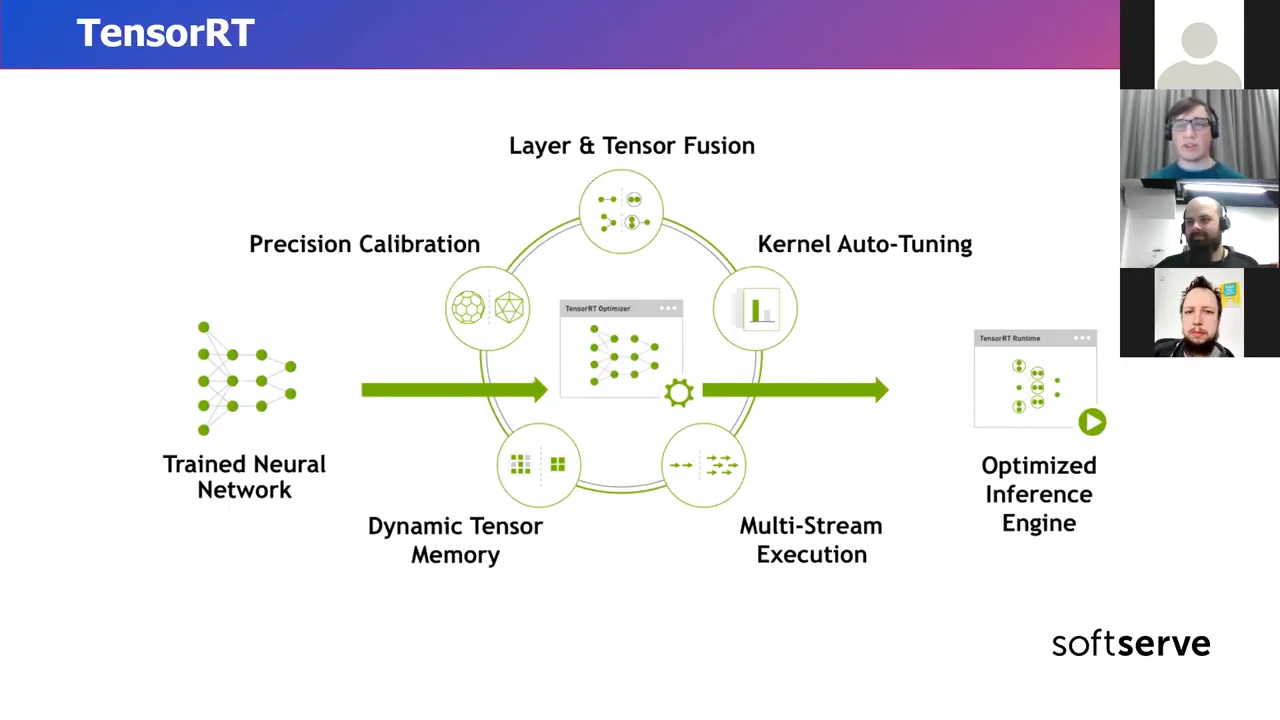 TensorRT
Layer & Tensor Fusion
Precision Calibration
Kernel Auto-Tuning
TensorRT Optimizer
TensorRT Runtime
Trained Neural
Network
Optimized
Inference
Engine
Dynamic Tensor
Memory
Multi-Stream
Execution
softserve